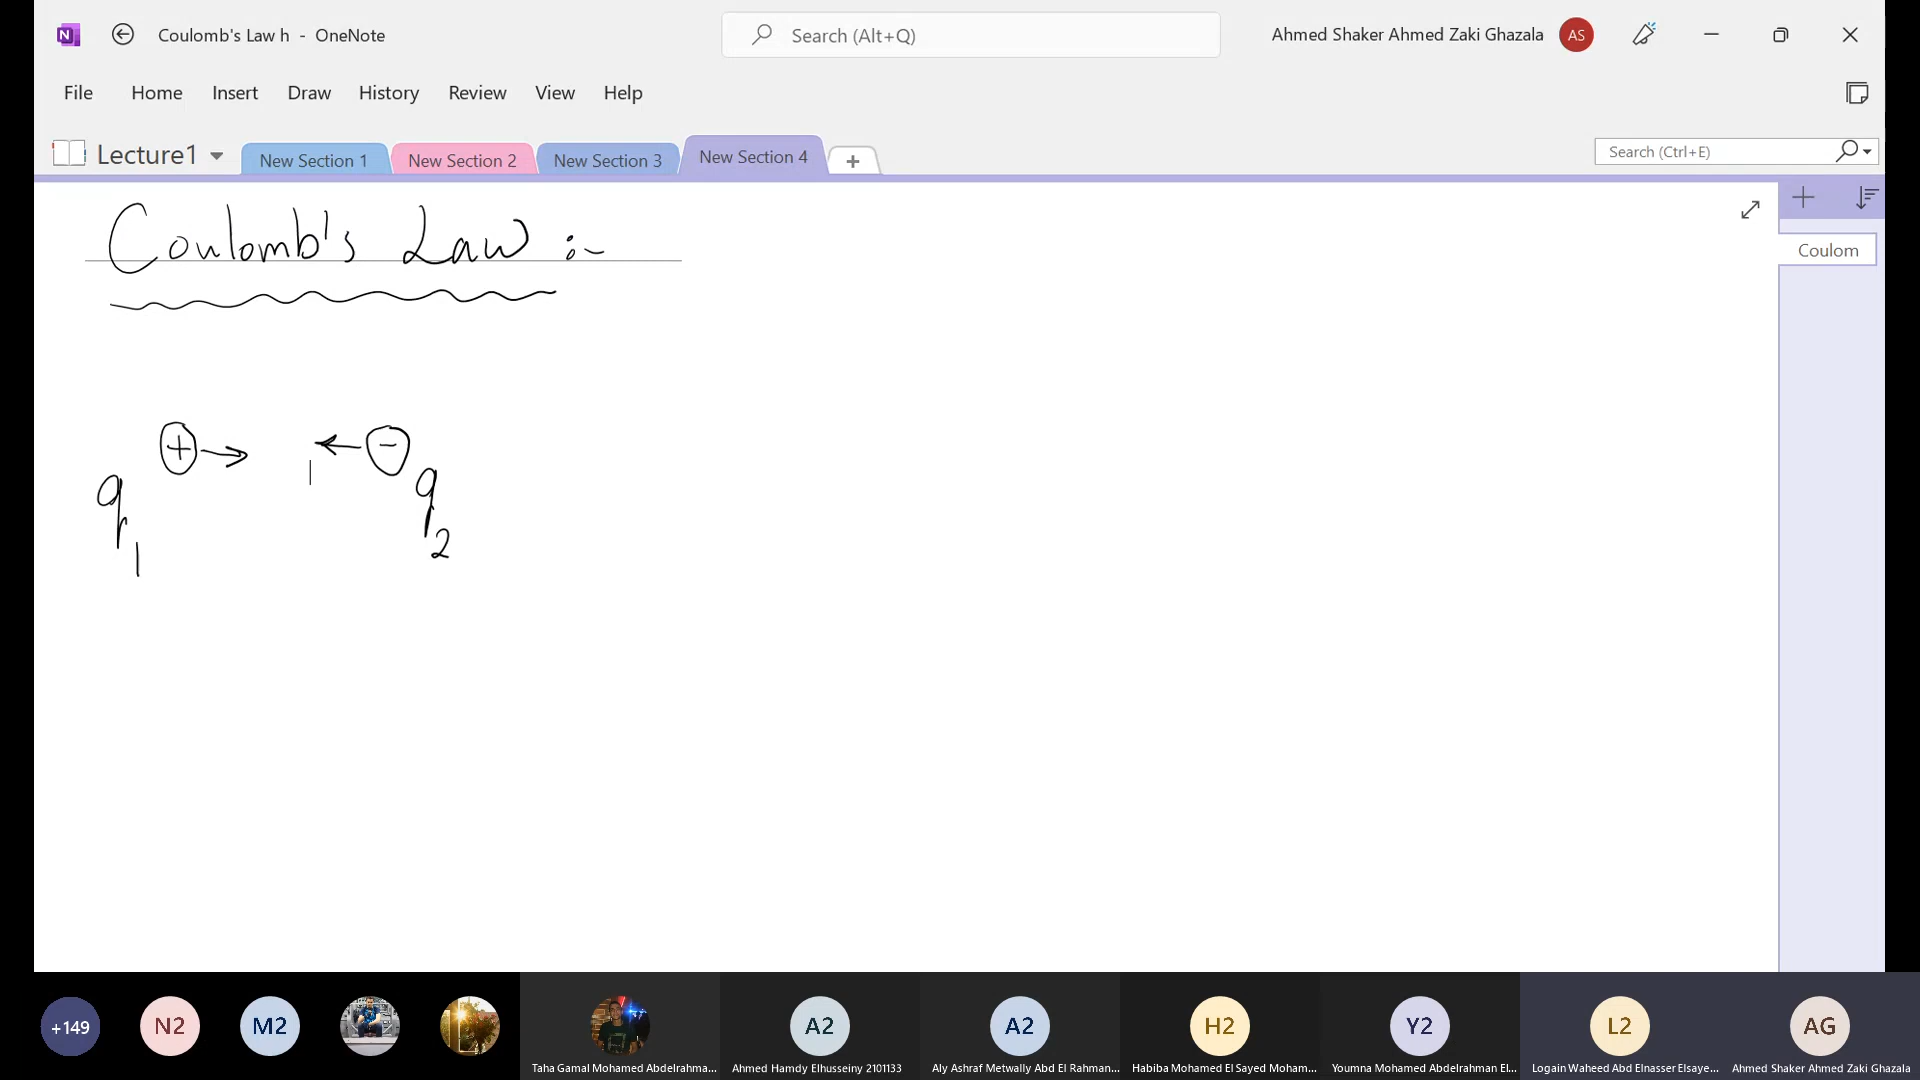 Coulomb's Law h - OneNote
Search (Alt+Q)
Ahmed Shaker Ahmed Zaki Ghazala
AS
File Home Insert Draw History Review View Help
Lecture1
New Section 1
New Section 2
New Section 3
New Section 4
Search (Ctrl+E)
Coulom
Coulomb's Law :-
+ → ← -
q1 q2
+149
N2
M2
A2
A2
H2
Y2
L2
AG
Taha Gamal Mohamed Abdelrahma...
Ahmed Hamdy Elhusseiny 2101133
Aly Ashraf Metwally Abd El Rahman...
Habiba Mohamed El Sayed Moham...
Youmna Mohamed Abdelrahman El...
Logain Waheed Abd Elnasser Elsaye...
Ahmed Shaker Ahmed Zaki Ghazala